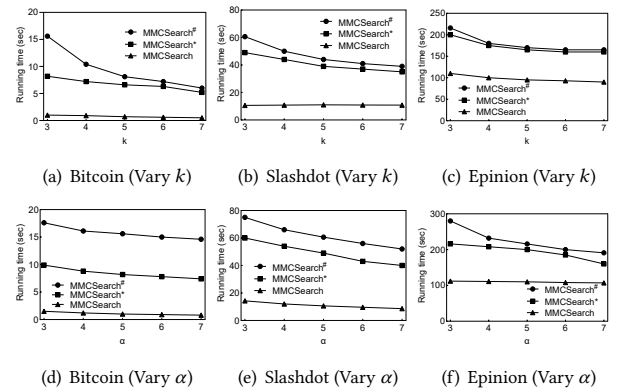 20
15
10
5
0
Running time (sec)
MMCSearch#
MMCSearch*
MMCSearch
3 4 5 6 7
k
(a) Bitcoin (Vary k)
80
60
40
20
0
Running time (sec)
MMCSearch#
MMCSearch*
MMCSearch
3 4 5 6 7
k
(b) Slashdot (Vary k)
250
200
150
100
50
0
Running time (sec)
MMCSearch#
MMCSearch*
MMCSearch
3 4 5 6 7
k
(c) Epinion (Vary k)
20
15
10
5
0
Running time (sec)
MMCSearch#
MMCSearch*
MMCSearch
3 4 5 6 7
α
(d) Bitcoin (Vary α)
80
60
40
20
0
Running time (sec)
MMCSearch#
MMCSearch*
MMCSearch
3 4 5 6 7
α
(e) Slashdot (Vary α)
300
200
100
0
Running time (sec)
MMCSearch#
MMCSearch*
MMCSearch
3 4 5 6 7
α
(f) Epinion (Vary α)